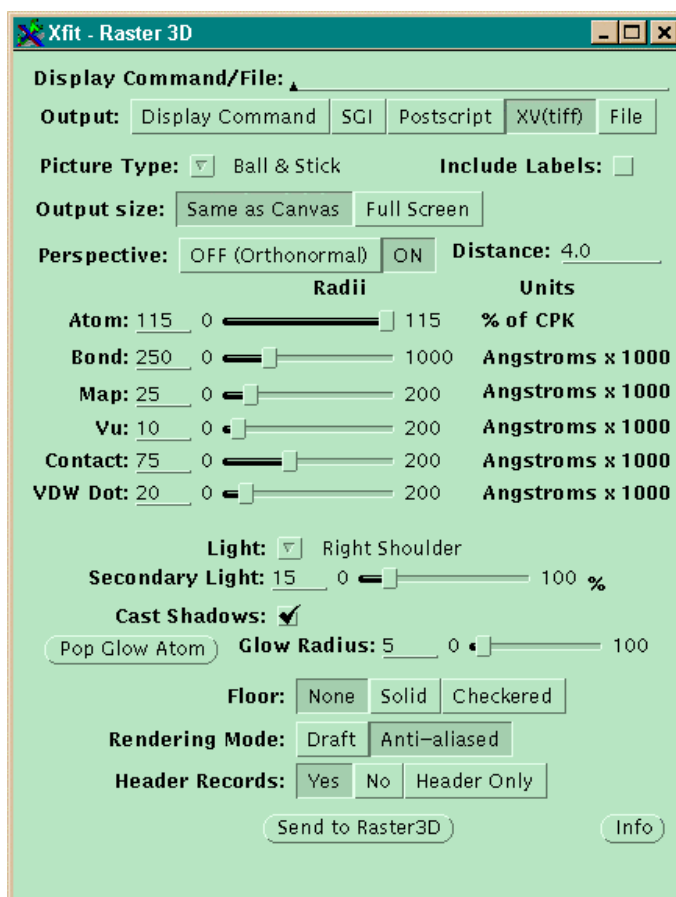 Xfit - Raster 3D
Display Command/File:
Output: Display Command SGI Postscript XV(tiff) File
Picture Type: Ball & Stick Include Labels:
Output size: Same as Canvas Full Screen
Perspective: OFF (Orthonormal) ON Distance: 4.0
Radii Units
Atom: 115 0 115 % of CPK
Bond: 250 0 1000 Angstroms x 1000
Map: 25 0 200 Angstroms x 1000
Vu: 10 0 200 Angstroms x 1000
Contact: 75 0 200 Angstroms x 1000
VDW Dot: 20 0 200 Angstroms x 1000
Light: Right Shoulder
Secondary Light: 15 0 100 %
Cast Shadows:
Pop Glow Atom Glow Radius: 5 0 100
Floor: None Solid Checkered
Rendering Mode: Draft Anti-aliased
Header Records: Yes No Header Only
Send to Raster3D Info